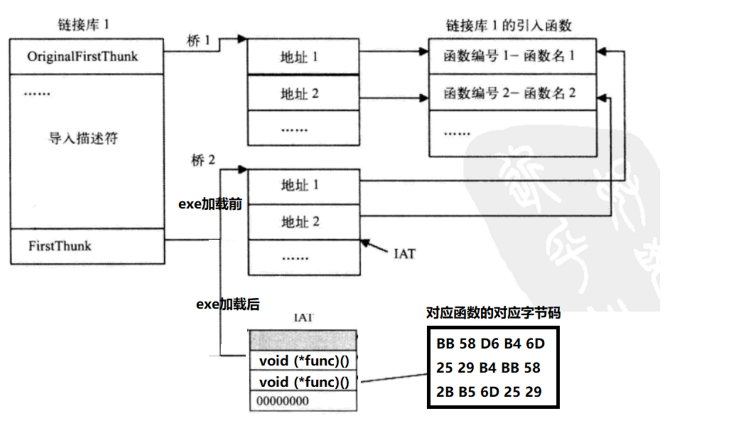 链接库 1
OriginalFirstThunk
……
导入描述符
FirstThunk
桥 1
地址 1
地址 2
……
链接库 1 的引入函数
函数编号 1－函数名 1
函数编号 2－函数名 2
……
桥 2
exe加载前
地址 1
地址 2
……
IAT
exe加载后
IAT
void (*func)()
void (*func)()
00000000
对应函数的对应字节码
BB 58 D6 B4 6D
25 29 B4 BB 58
2B B5 6D 25 29